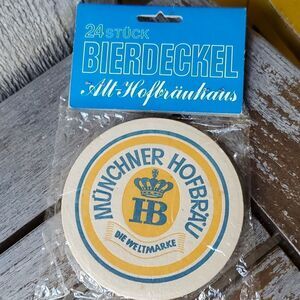 24 STÜCK
BIERDECKEL
Alt-Hofbräuhaus
MÜNCHNER HOFBRÄU
HB
DIE WELTMARKE